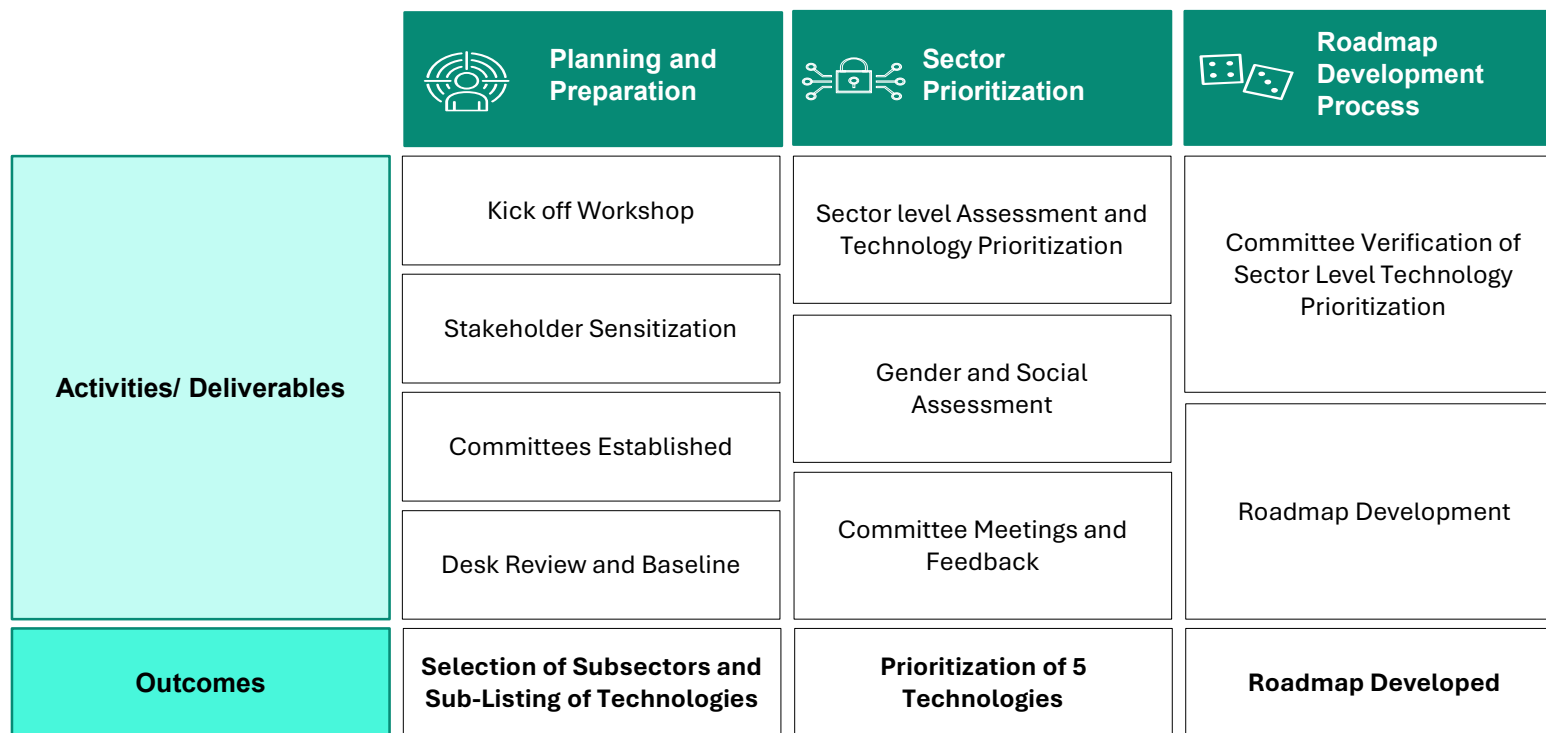 Planning and
Preparation
Sector
Prioritization
Roadmap
Development
Process
Activities/ Deliverables
Kick off Workshop
Stakeholder Sensitization
Committees Established
Desk Review and Baseline
Sector level Assessment and
Technology Prioritization
Gender and Social
Assessment
Committee Meetings and
Feedback
Committee Verification of
Sector Level Technology
Prioritization
Roadmap Development
Outcomes
Selection of Subsectors and
Sub-Listing of Technologies
Prioritization of 5
Technologies
Roadmap Developed